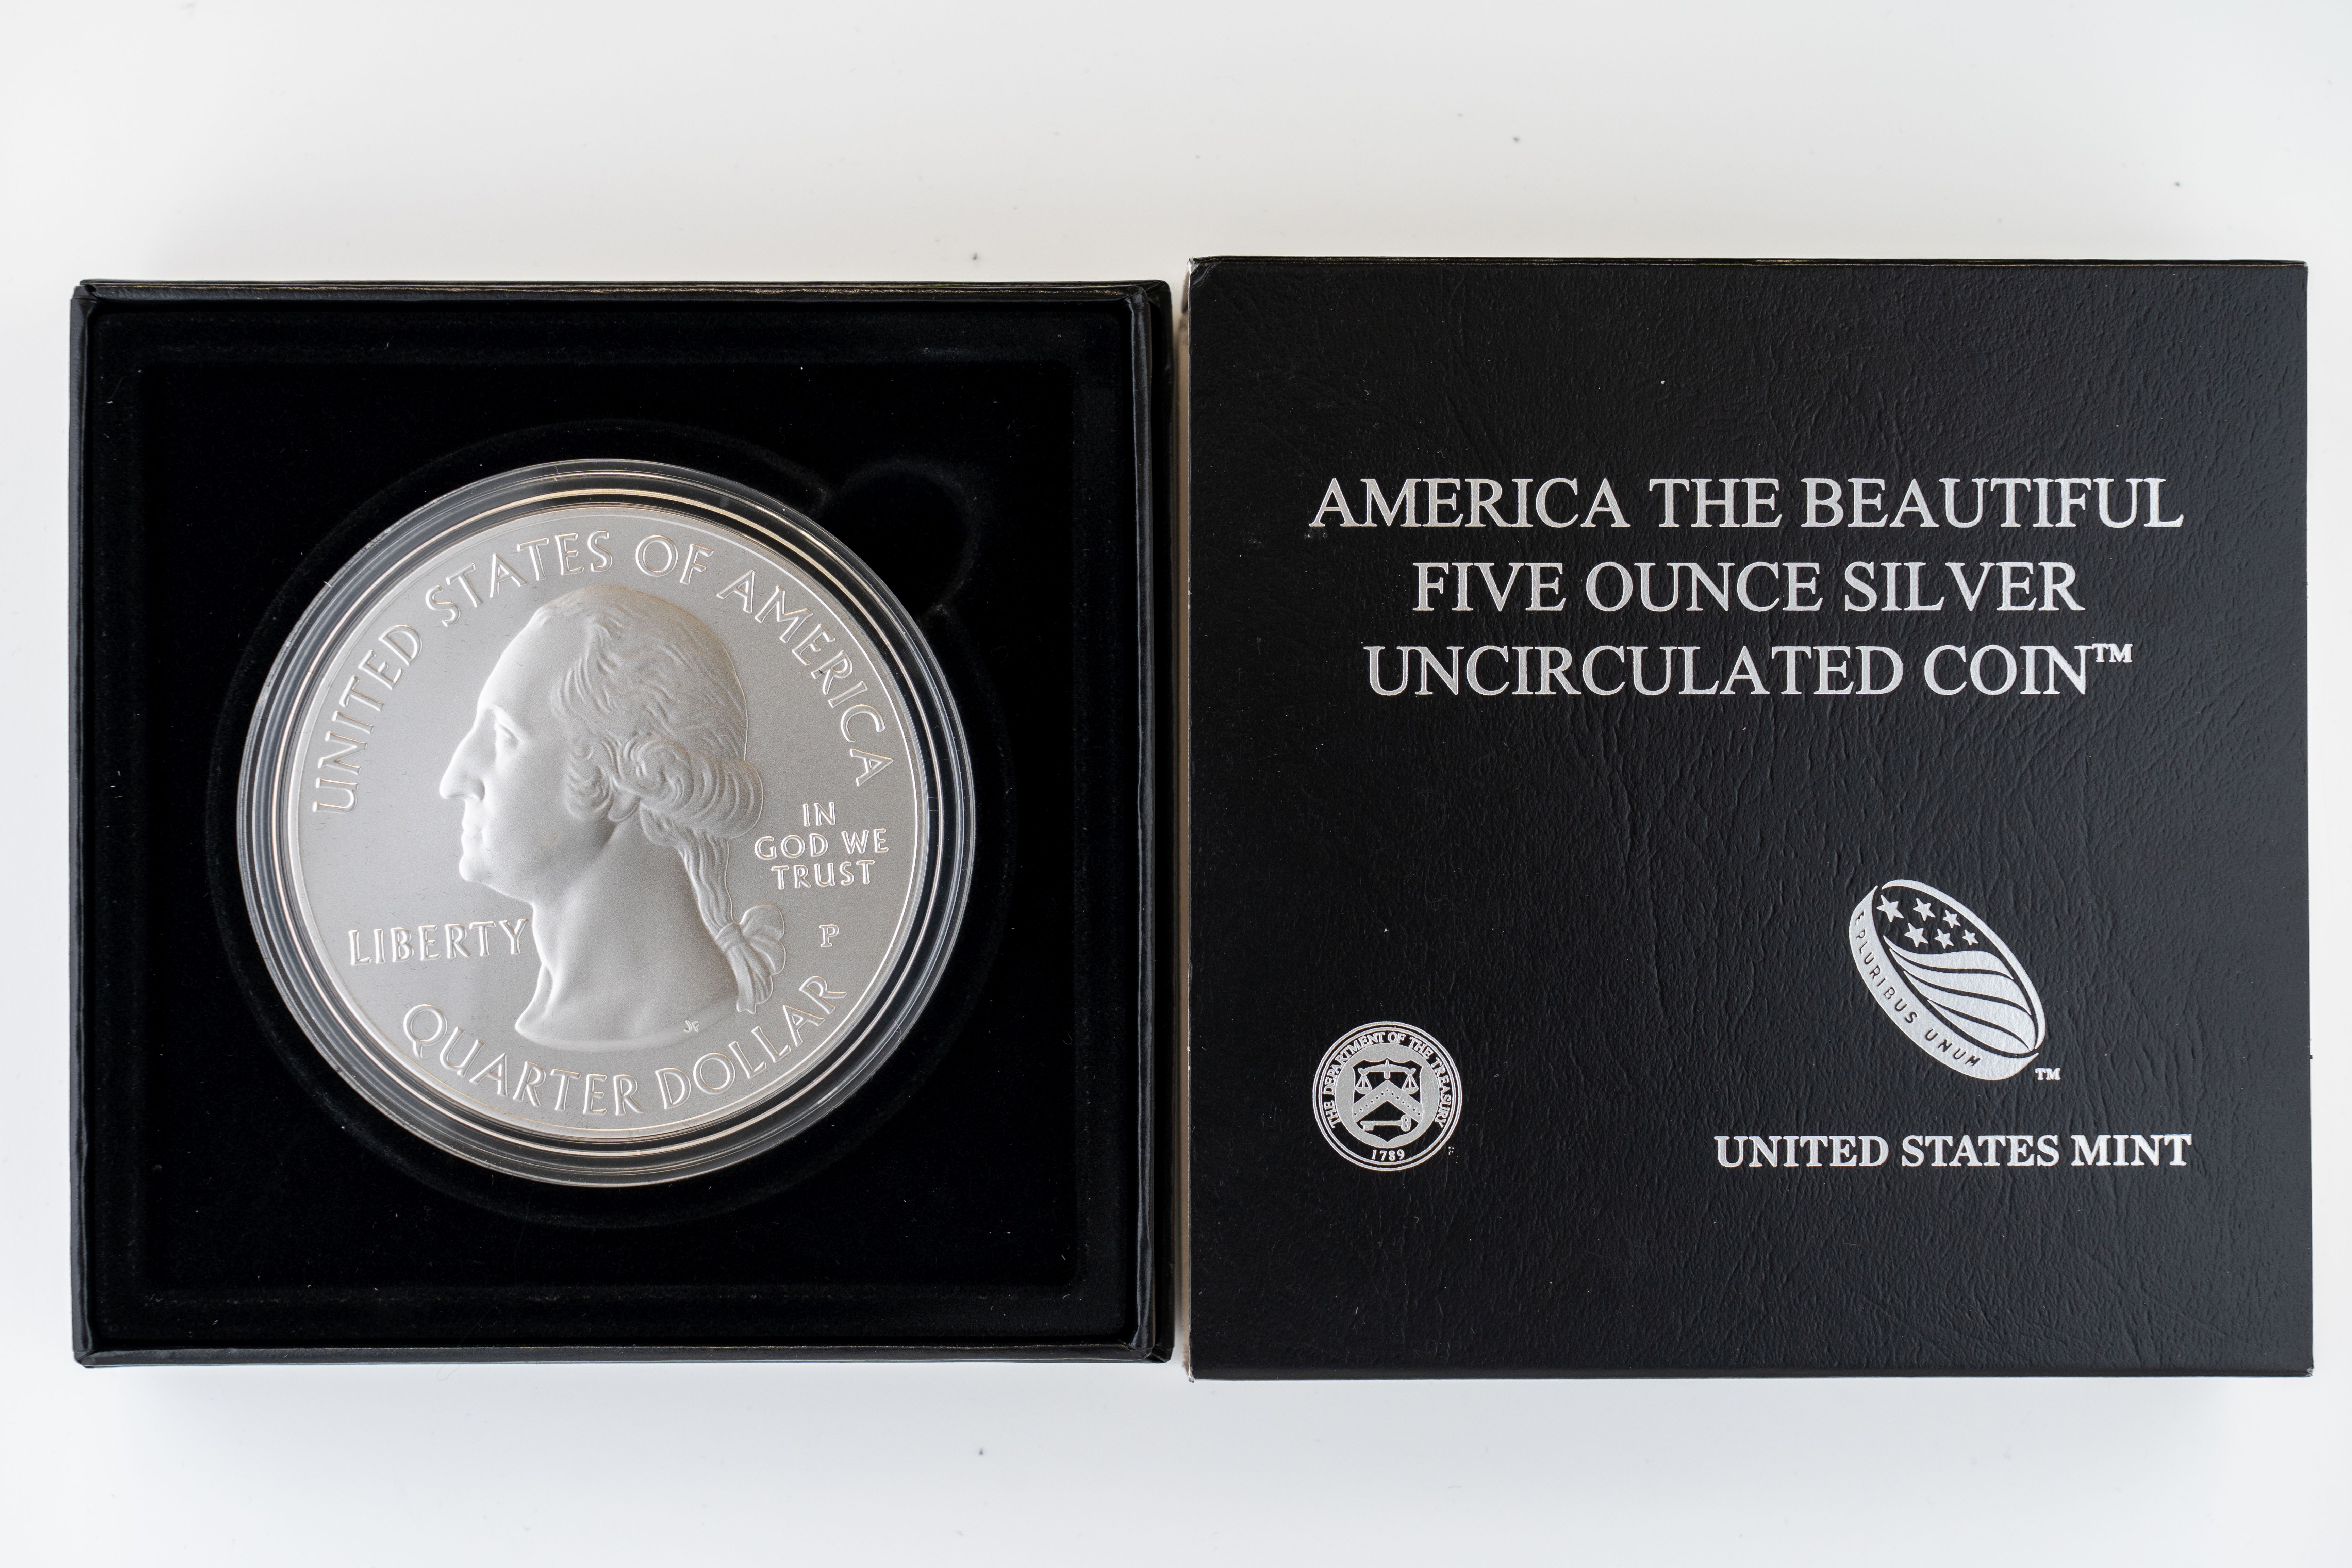 UNITED STATES OF AMERICA
IN
GOD WE
TRUST
LIBERTY
P
JF
QUARTER DOLLAR
AMERICA THE BEAUTIFUL
FIVE OUNCE SILVER
UNCIRCULATED COIN™
E PLURIBUS UNUM
TM
THE DEPARTMENT OF THE TREASURY
1789
UNITED STATES MINT